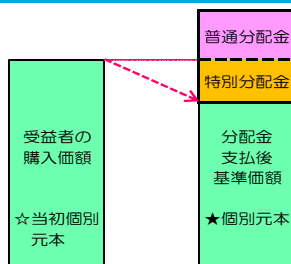 普通分配金
特別分配金
受益者の
購入価額
☆当初個別
元本
分配金
支払後
基準価額
★個別元本